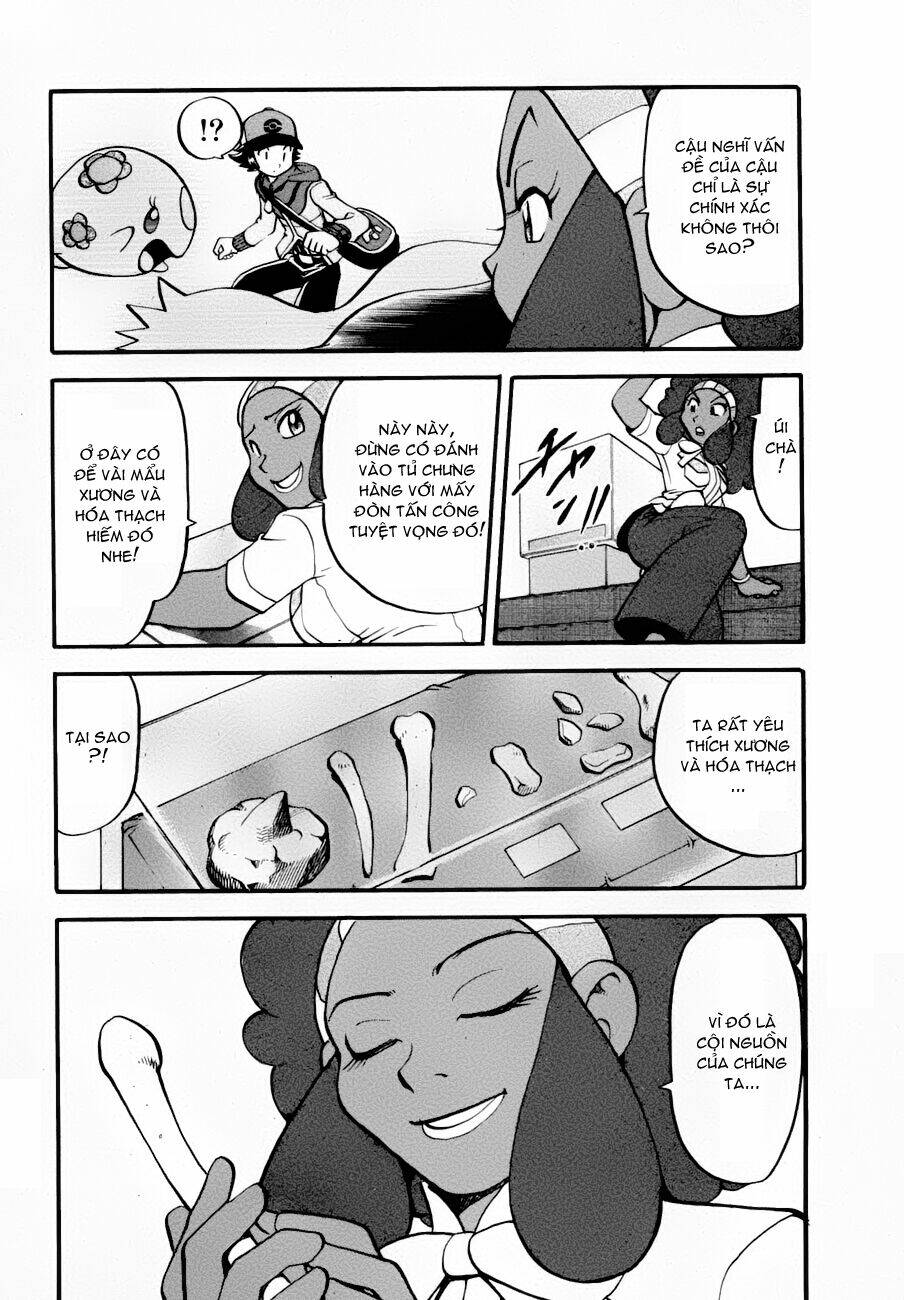 CẬU NGHĨ VẤN
ĐỀ CỦA CẬU
CHỈ LÀ SỰ
CHÍNH XÁC
KHÔNG THÔI
SAO?
!?
ÚI
CHÀ
!
NÀY NÀY,
ĐỪNG CÓ ĐÁNH
VÀO TỦ CHƯNG
HÀNG VỚI MẤY
ĐÒN TẤN CÔNG
TUYỆT VỌNG ĐÓ!
Ở ĐÂY CÓ
ĐỂ VÀI MẨU
XƯƠNG VÀ
HÓA THẠCH
HIẾM ĐÓ
NHE!
TA RẤT YÊU
THÍCH XƯƠNG
VÀ HÓA THẠCH
...
TẠI SAO
?!
VÌ ĐÓ LÀ
CỘI NGUỒN
CỦA CHÚNG
TA...